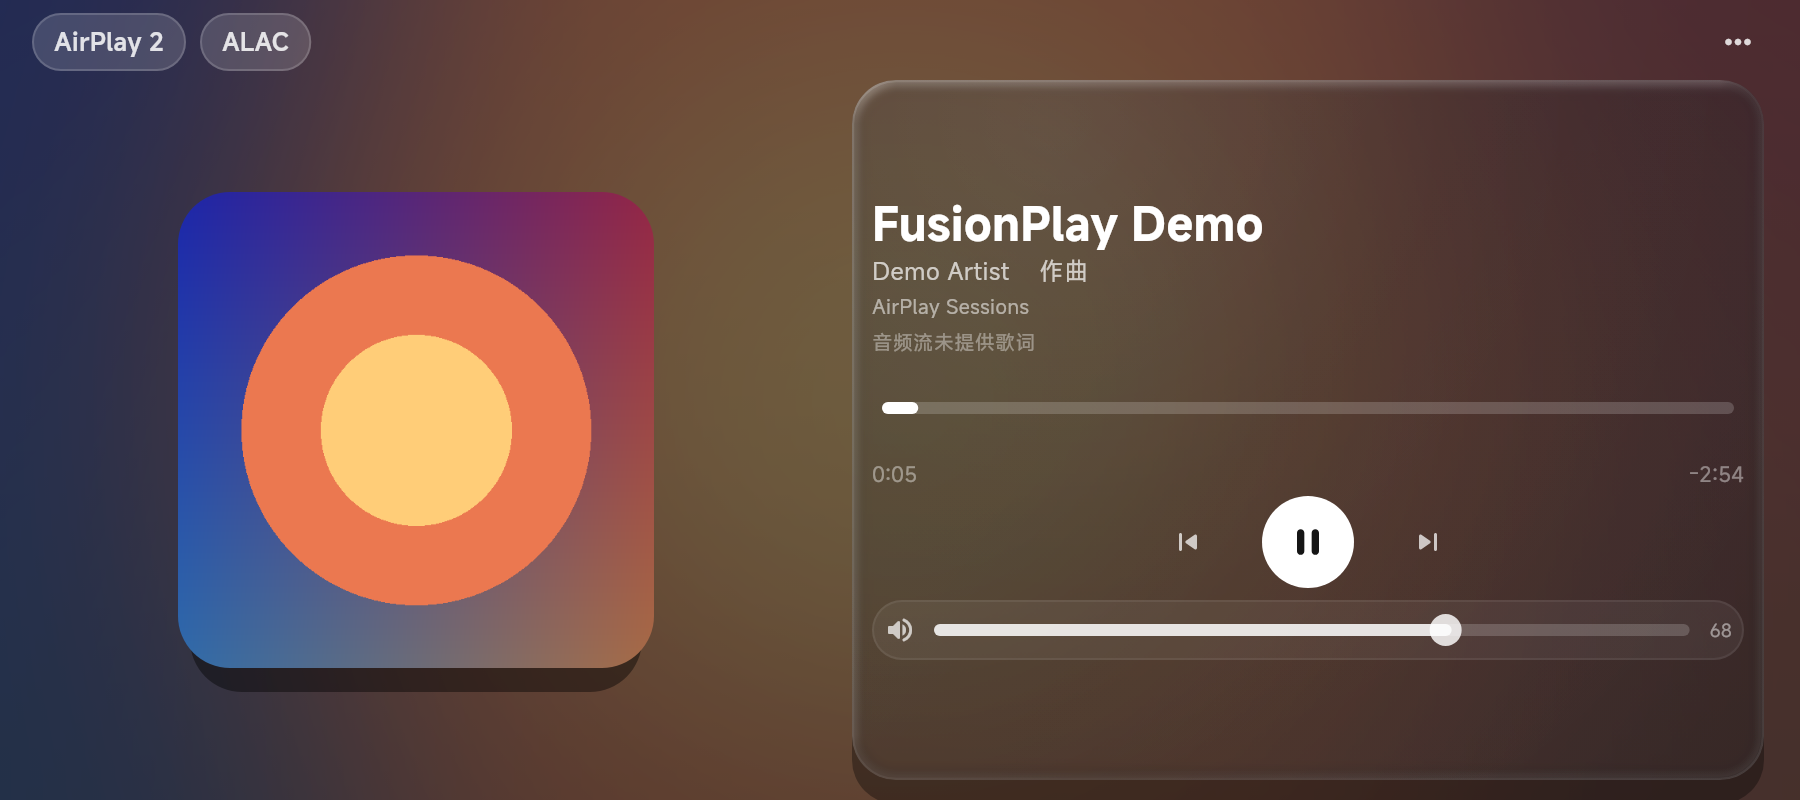 AirPlay 2 ALAC
FusionPlay Demo
Demo Artist 作曲
AirPlay Sessions
音频流未提供歌词
0:05 -2:54
68